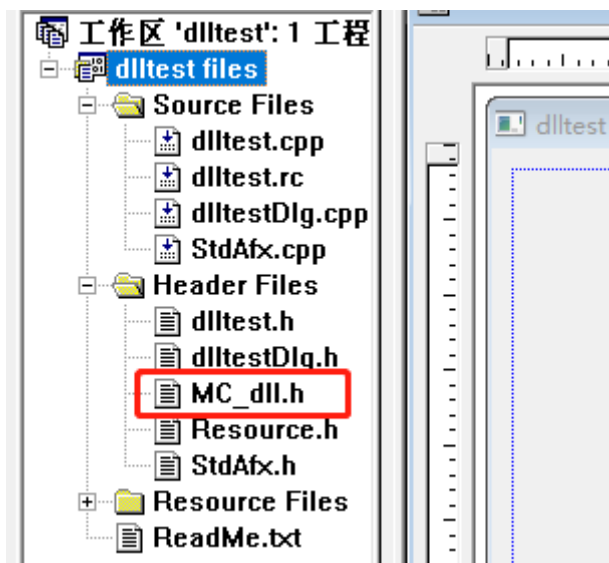 工作区 'dlltest': 1 工程
dlltest files
Source Files
dlltest.cpp
dlltest.rc
dlltestDlg.cpp
StdAfx.cpp
Header Files
dlltest.h
dlltestDlg.h
MC_dll.h
Resource.h
StdAfx.h
Resource Files
ReadMe.txt
dlltest